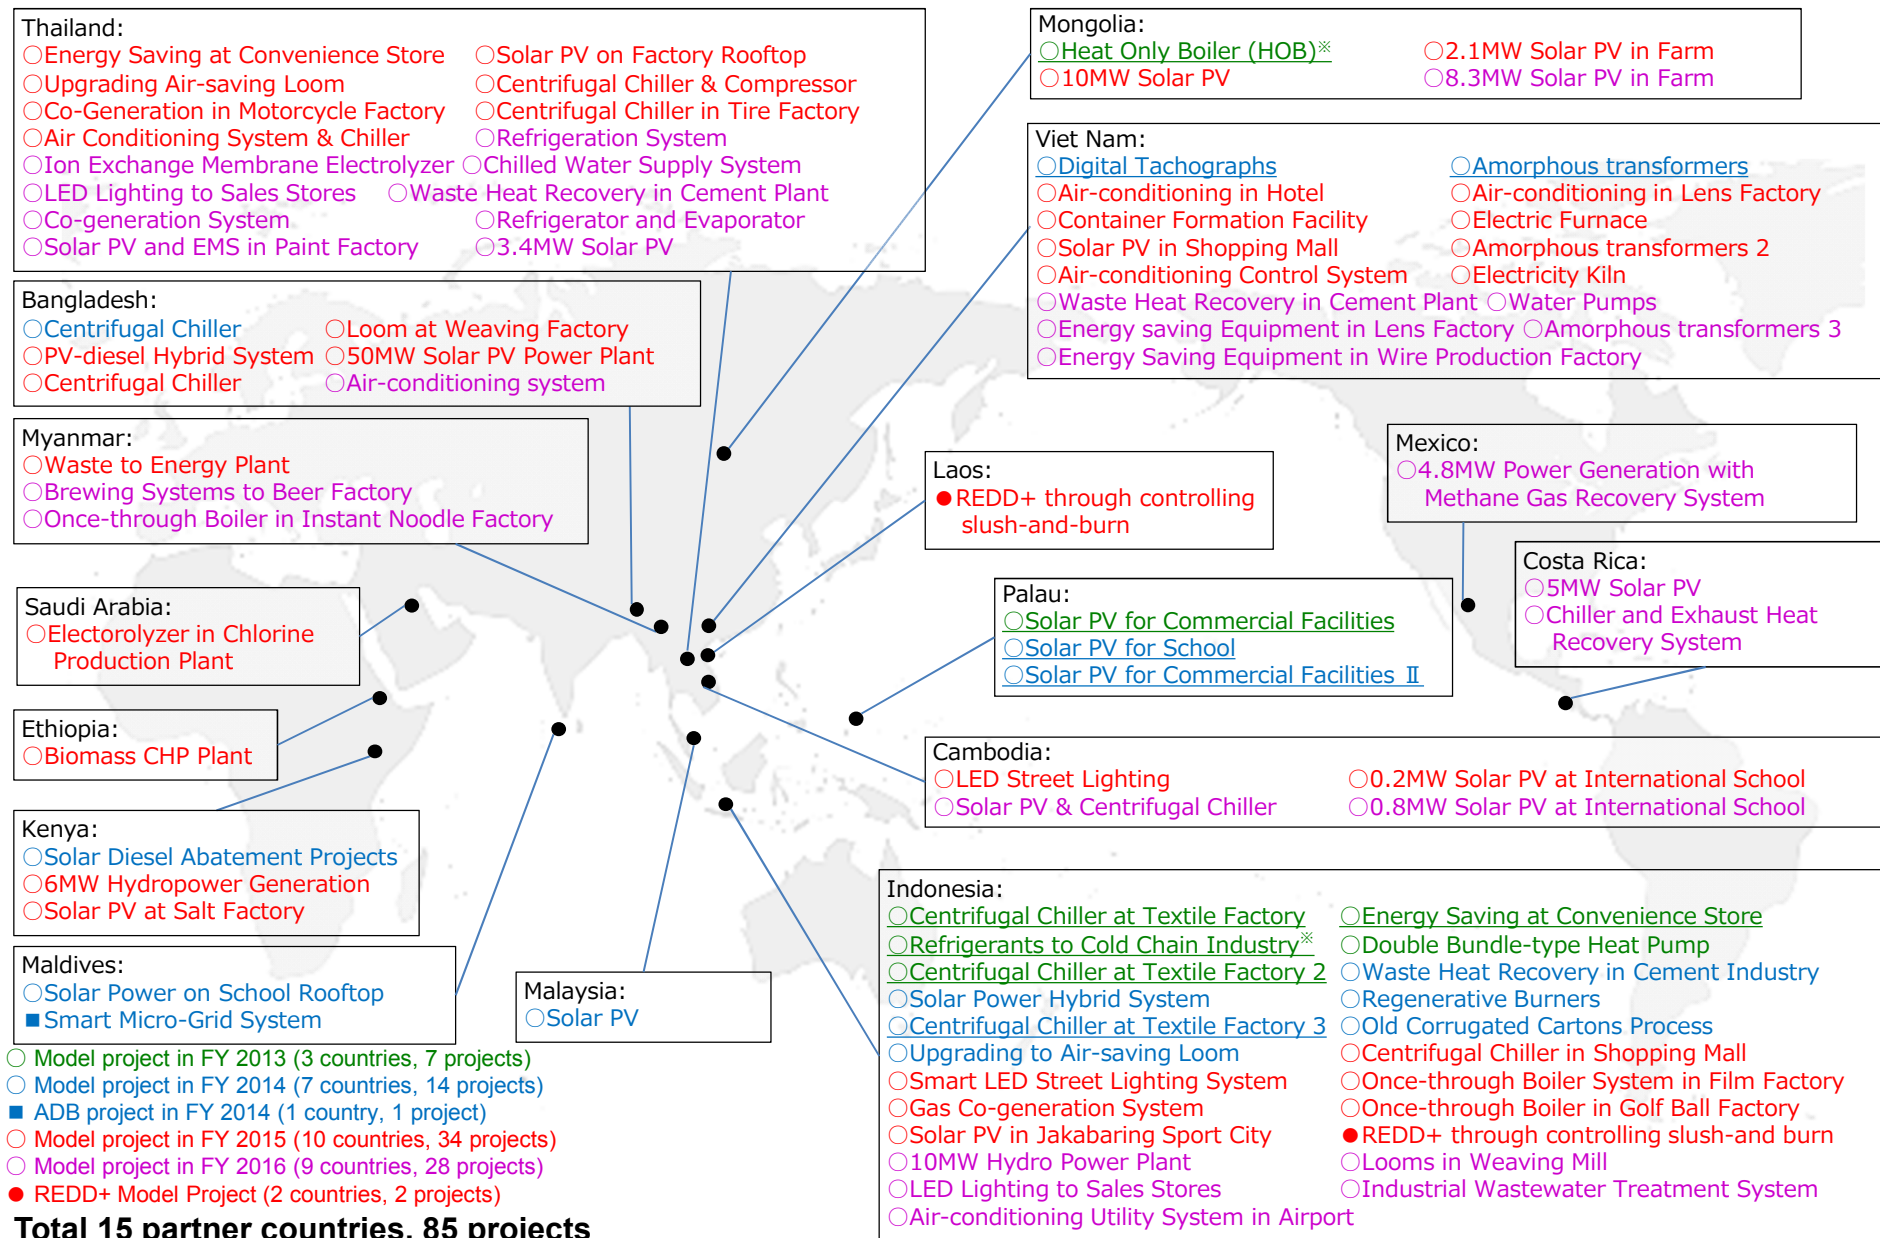 Thailand:
○Energy Saving at Convenience Store ○Solar PV on Factory Rooftop
○Upgrading Air-saving Loom ○Centrifugal Chiller & Compressor
○Co-Generation in Motorcycle Factory ○Centrifugal Chiller in Tire Factory
○Air Conditioning System & Chiller ○Refrigeration System
○Ion Exchange Membrane Electrolyzer ○Chilled Water Supply System
○LED Lighting to Sales Stores ○Waste Heat Recovery in Cement Plant
○Co-generation System ○Refrigerator and Evaporator
○Solar PV and EMS in Paint Factory ○3.4MW Solar PV
Mongolia:
○Heat Only Boiler (HOB)※ ○2.1MW Solar PV in Farm
○10MW Solar PV ○8.3MW Solar PV in Farm
Viet Nam:
○Digital Tachographs ○Amorphous transformers
○Air-conditioning in Hotel ○Air-conditioning in Lens Factory
○Container Formation Facility ○Electric Furnace
○Solar PV in Shopping Mall ○Amorphous transformers 2
○Air-conditioning Control System ○Electricity Kiln
○Waste Heat Recovery in Cement Plant ○Water Pumps
○Energy saving Equipment in Lens Factory ○Amorphous transformers 3
○Energy Saving Equipment in Wire Production Factory
Bangladesh:
○Centrifugal Chiller ○Loom at Weaving Factory
○PV-diesel Hybrid System ○50MW Solar PV Power Plant
○Centrifugal Chiller ○Air-conditioning system
Myanmar:
○Waste to Energy Plant
○Brewing Systems to Beer Factory
○Once-through Boiler in Instant Noodle Factory
Laos:
●REDD+ through controlling
slush-and-burn
Mexico:
○4.8MW Power Generation with
Methane Gas Recovery System
Costa Rica:
○5MW Solar PV
○Chiller and Exhaust Heat
Recovery System
Saudi Arabia:
○Electorolyzer in Chlorine
Production Plant
Palau:
○Solar PV for Commercial Facilities
○Solar PV for School
○Solar PV for Commercial Facilities Ⅱ
Ethiopia:
○Biomass CHP Plant
Cambodia:
○LED Street Lighting ○0.2MW Solar PV at International School
○Solar PV & Centrifugal Chiller ○0.8MW Solar PV at International School
Kenya:
○Solar Diesel Abatement Projects
○6MW Hydropower Generation
○Solar PV at Salt Factory
Maldives:
○Solar Power on School Rooftop
■Smart Micro-Grid System
Malaysia:
○Solar PV
Indonesia:
○Centrifugal Chiller at Textile Factory ○Energy Saving at Convenience Store
○Refrigerants to Cold Chain Industry※ ○Double Bundle-type Heat Pump
○Centrifugal Chiller at Textile Factory 2 ○Waste Heat Recovery in Cement Industry
○Solar Power Hybrid System ○Regenerative Burners
○Centrifugal Chiller at Textile Factory 3 ○Old Corrugated Cartons Process
○Upgrading to Air-saving Loom ○Centrifugal Chiller in Shopping Mall
○Smart LED Street Lighting System ○Once-through Boiler System in Film Factory
○Gas Co-generation System ○Once-through Boiler in Golf Ball Factory
○Solar PV in Jakabaring Sport City ●REDD+ through controlling slush-and burn
○10MW Hydro Power Plant ○Looms in Weaving Mill
○LED Lighting to Sales Stores ○Industrial Wastewater Treatment System
○Air-conditioning Utility System in Airport
○ Model project in FY 2013 (3 countries, 7 projects)
○ Model project in FY 2014 (7 countries, 14 projects)
■ ADB project in FY 2014 (1 country, 1 project)
○ Model project in FY 2015 (10 countries, 34 projects)
○ Model project in FY 2016 (9 countries, 28 projects)
● REDD+ Model Project (2 countries, 2 projects)
Total 15 partner countries, 85 projects